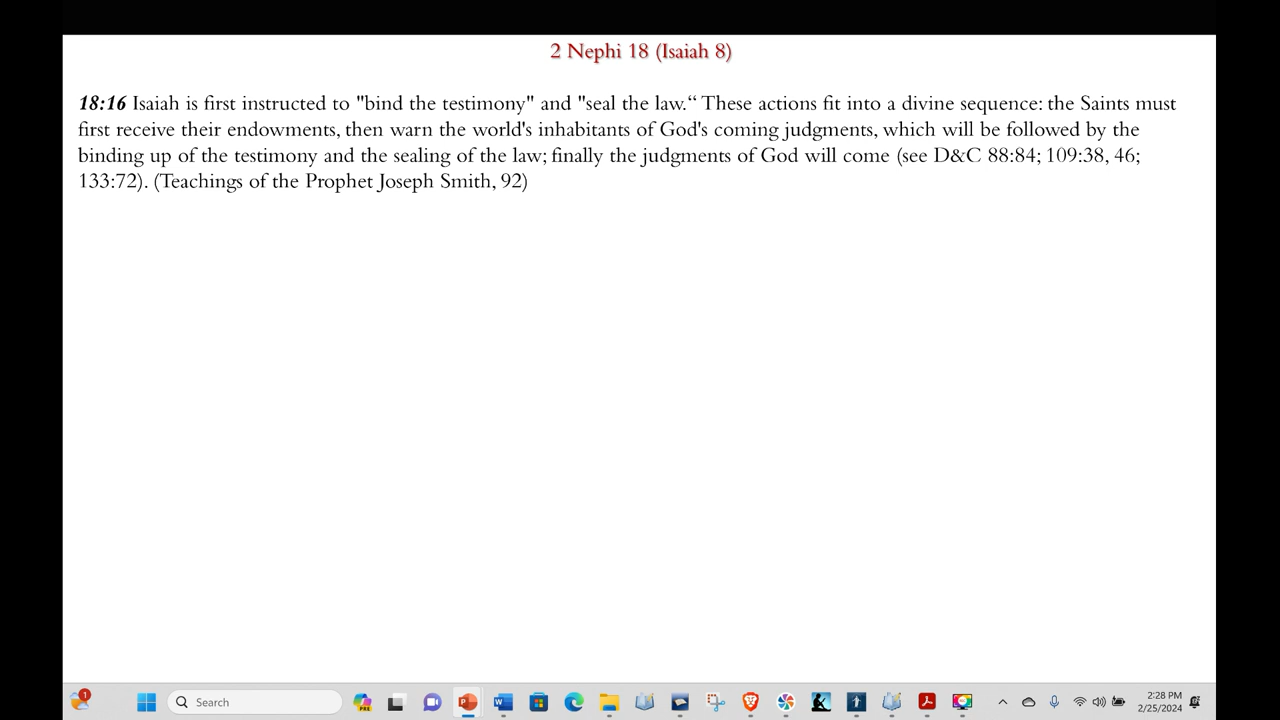 2 Nephi 18 (Isaiah 8)
18:16 Isaiah is first instructed to "bind the testimony" and "seal the law.“ These actions fit into a divine sequence: the Saints must
first receive their endowments, then warn the world's inhabitants of God's coming judgments, which will be followed by the
binding up of the testimony and the sealing of the law; finally the judgments of God will come (see D&C 88:84; 109:38, 46;
133:72). (Teachings of the Prophet Joseph Smith, 92)
1
Search
PRE
2:28 PM
2/25/2024